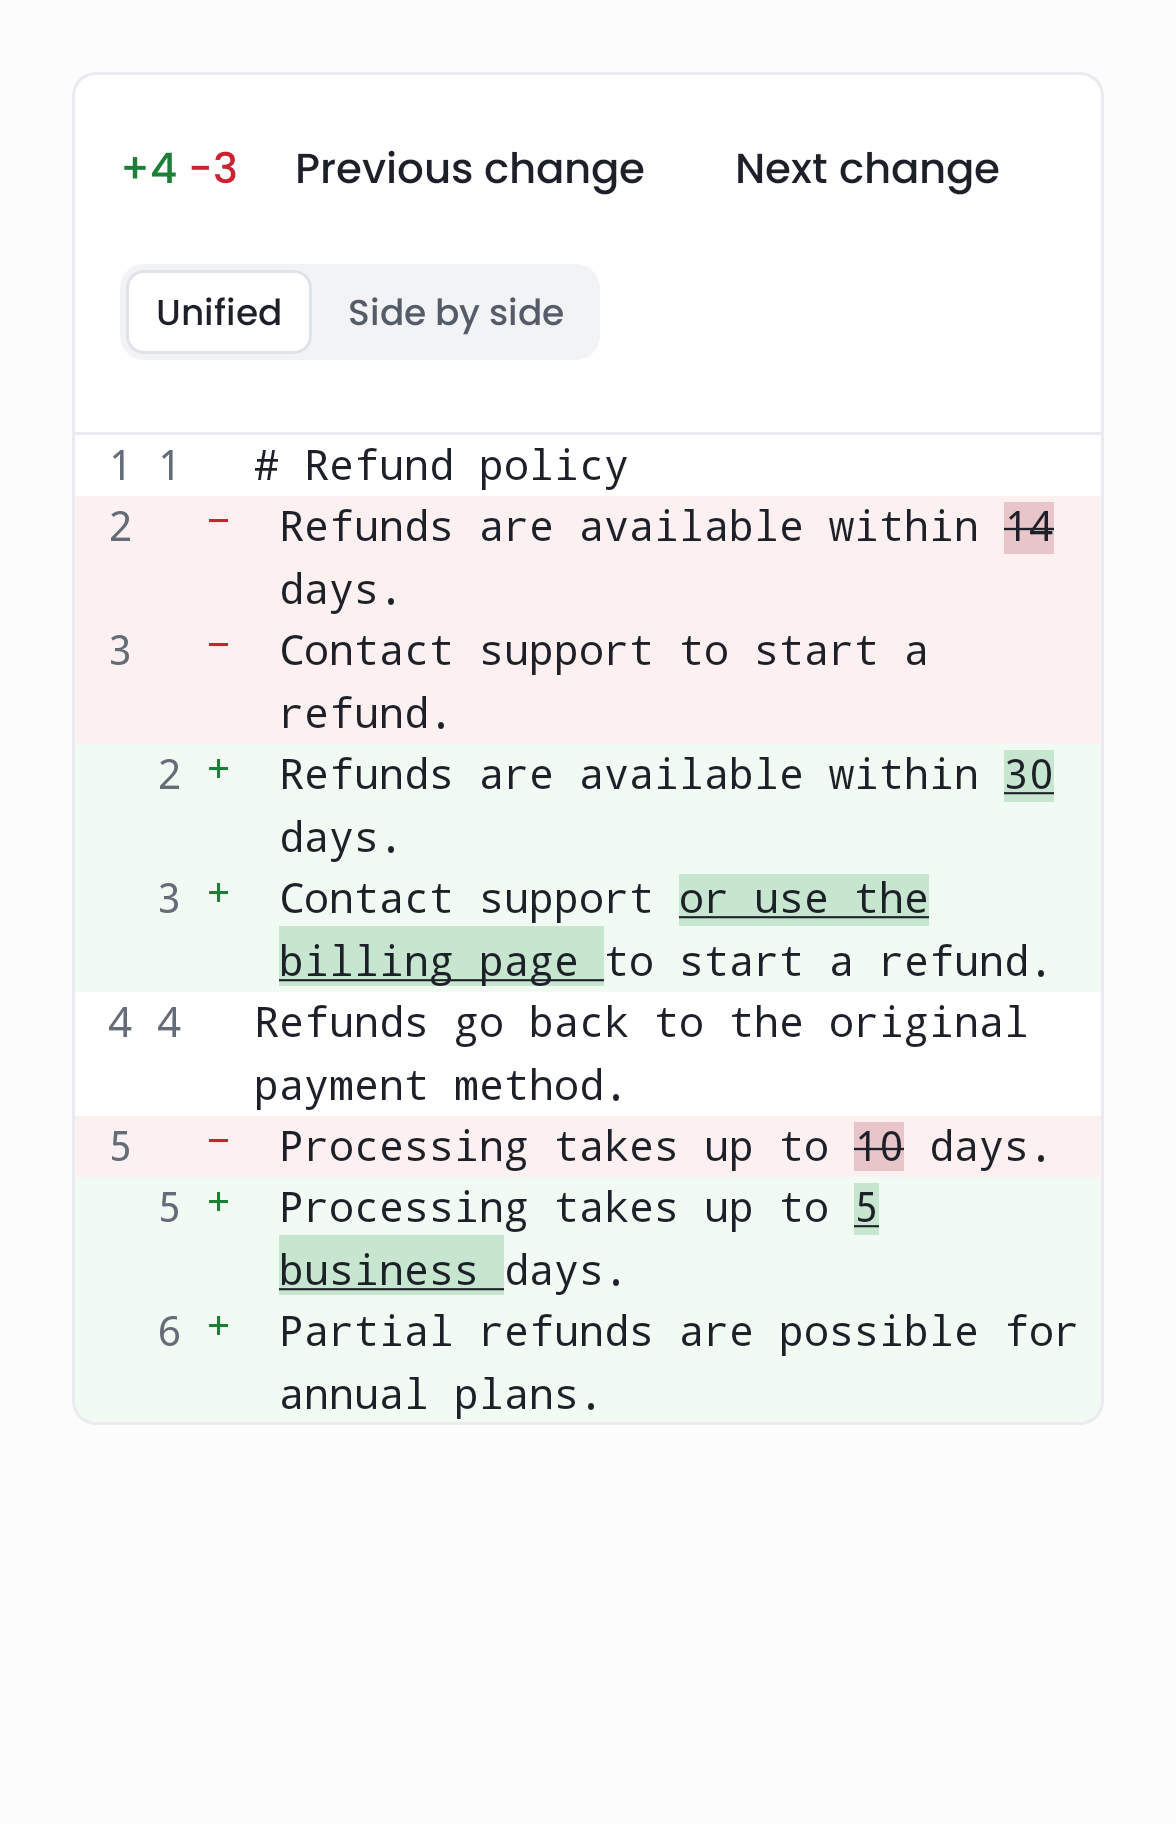 +4 −3 Previous change Next change
Unified Side by side
1 1 # Refund policy
2 − Refunds are available within 14
days.
3 − Contact support to start a
refund.
2 + Refunds are available within 30
days.
3 + Contact support or use the
billing page to start a refund.
4 4 Refunds go back to the original
payment method.
5 − Processing takes up to 10 days.
5 + Processing takes up to 5
business days.
6 + Partial refunds are possible for
annual plans.